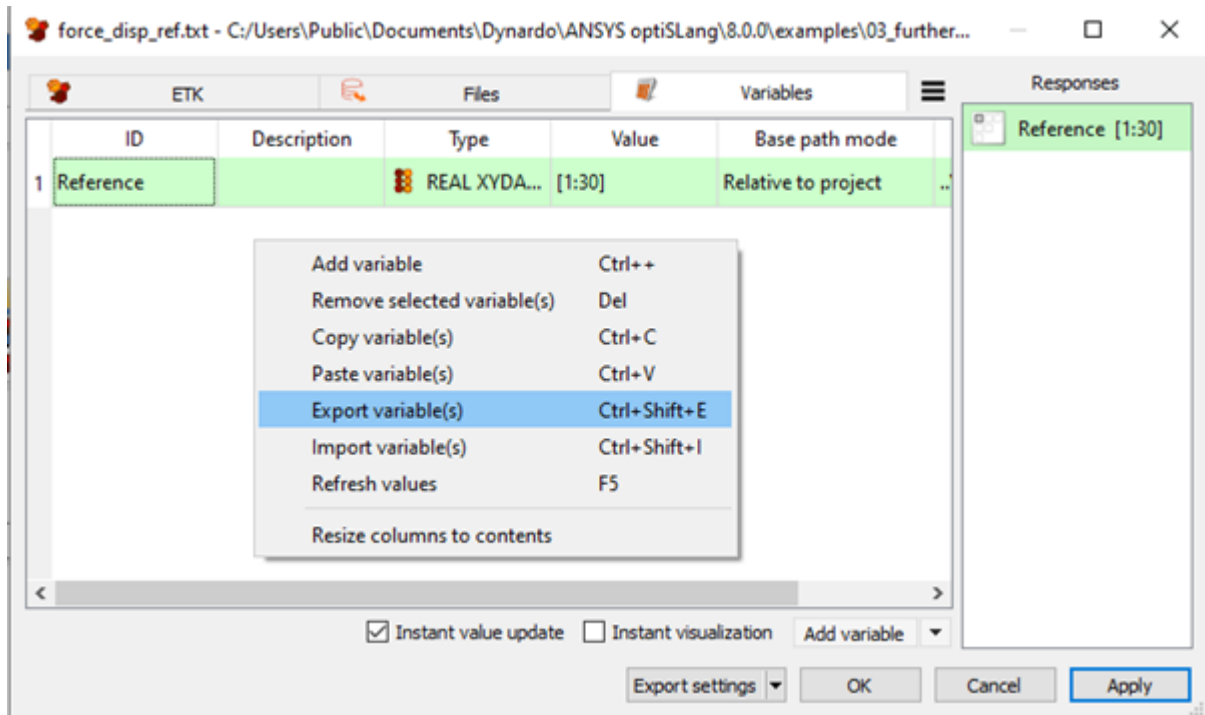 force_disp_ref.txt - C:/Users\Public\Documents\Dynardo\ANSYS optiSLang\8.0.0\examples\03_further...
ETK Files Variables Responses
ID Description Type Value Base path mode
Reference [1:30]
1 Reference REAL XYDA... [1:30] Relative to project ..\
Add variable Ctrl++
Remove selected variable(s) Del
Copy variable(s) Ctrl+C
Paste variable(s) Ctrl+V
Export variable(s) Ctrl+Shift+E
Import variable(s) Ctrl+Shift+I
Refresh values F5
Resize columns to contents
Instant value update Instant visualization Add variable
Export settings OK Cancel Apply